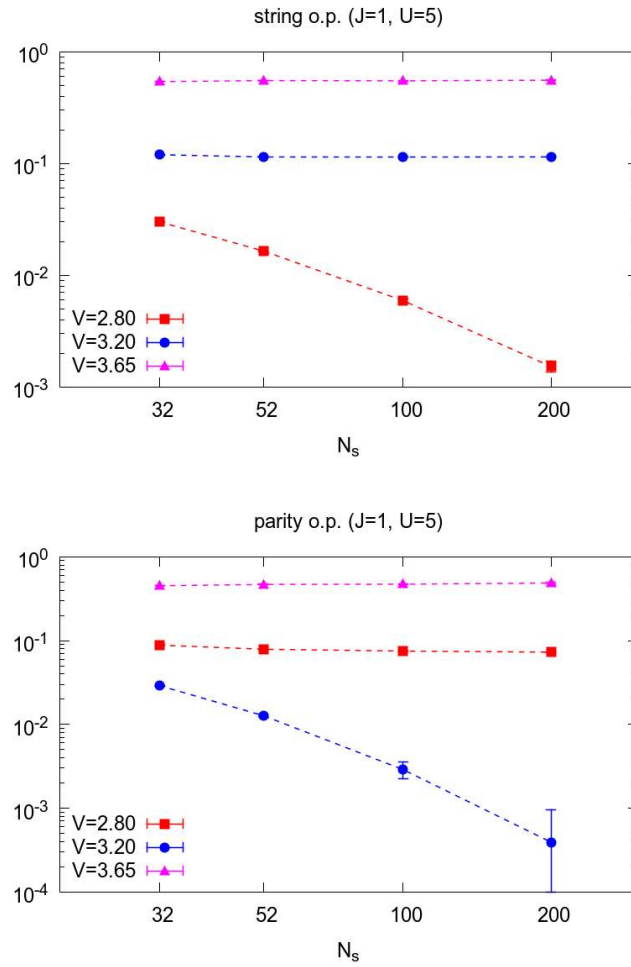 string o.p. (J=1, U=5)
10^0
10^-1
10^-2
10^-3
V=2.80
V=3.20
V=3.65
32 52 100 200
N_s
parity o.p. (J=1, U=5)
10^0
10^-1
10^-2
10^-3
10^-4
V=2.80
V=3.20
V=3.65
32 52 100 200
N_s